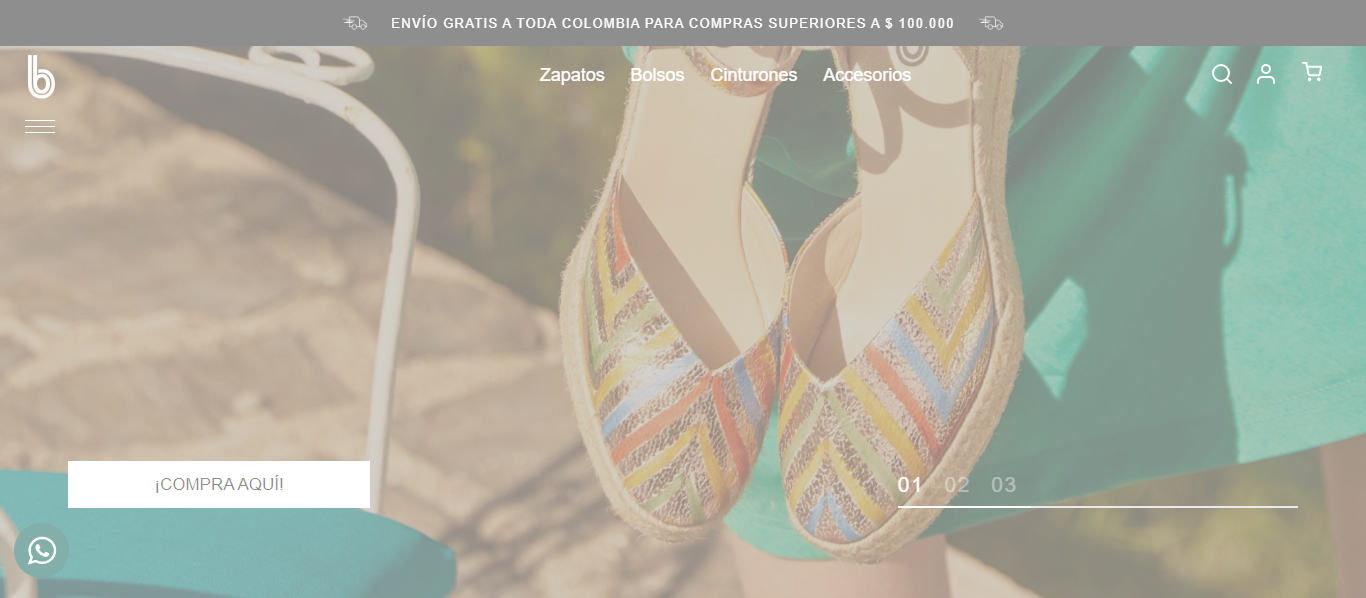 ENVÍO GRATIS A TODA COLOMBIA PARA COMPRAS SUPERIORES A $ 100.000
b
Zapatos Bolsos Cinturones Accesorios
¡COMPRA AQUÍ!
01 02 03